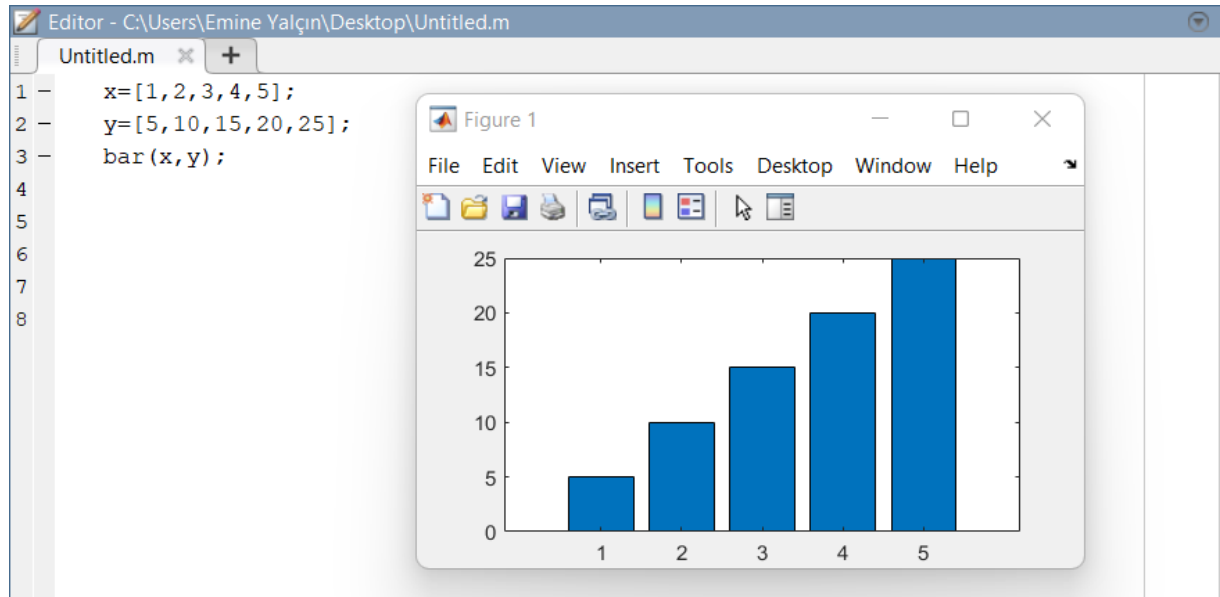 Editor - C:\Users\Emine Yalçın\Desktop\Untitled.m
Untitled.m
1 x=[1,2,3,4,5];
2 y=[5,10,15,20,25];
3 bar(x,y);
4
5
6
7
8
Figure 1
File Edit View Insert Tools Desktop Window Help
25
20
15
10
5
0
1 2 3 4 5